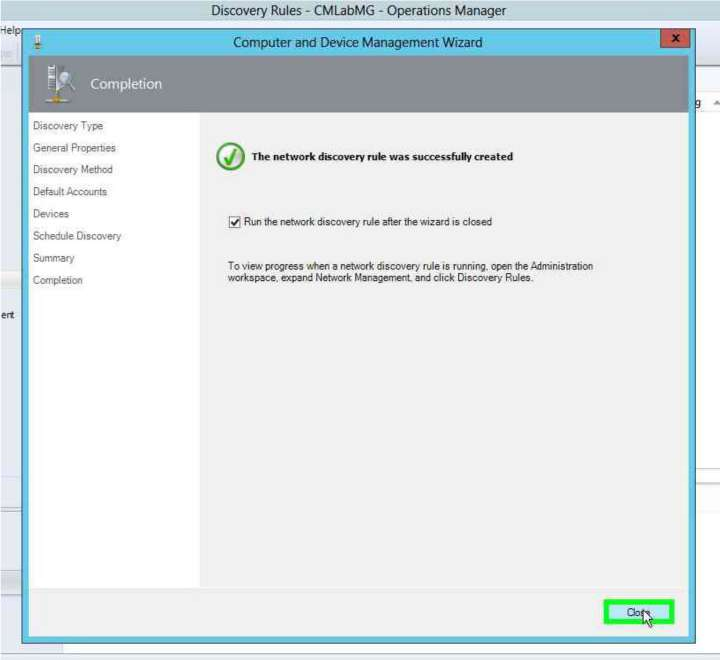 Discovery Rules - CMLabMG - Operations Manager
Help
Computer and Device Management Wizard
x
Completion
g
Discovery Type
General Properties
Discovery Method
Default Accounts
Devices
Schedule Discovery
Summary
Completion
The network discovery rule was successfully created
Run the network discovery rule after the wizard is closed
To view progress when a network discovery rule is running, open the Administration
workspace, expand Network Management, and click Discovery Rules.
ent
Close